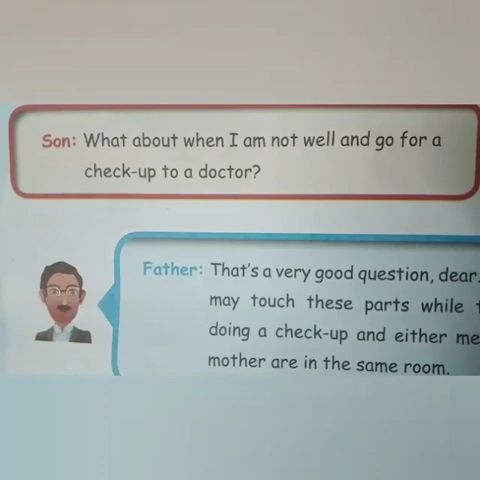 Son: What about when I am not well and go for a
check-up to a doctor?
Father: That's a very good question, dear.
may touch these parts while
doing a check-up and either me
mother are in the same room.